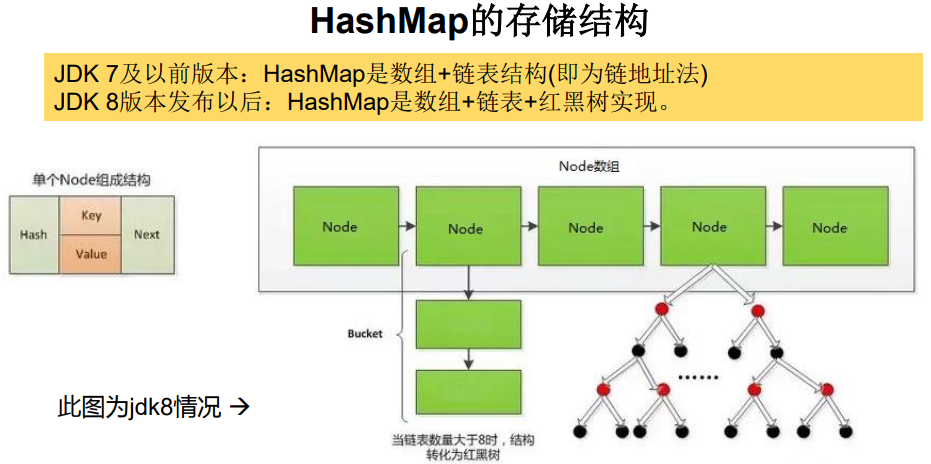 HashMap的存储结构
JDK 7及以前版本：HashMap是数组+链表结构(即为链地址法)
JDK 8版本发布以后：HashMap是数组+链表+红黑树实现。
单个Node组成结构
Hash
Key
Value
Next
Node数组
Node
Node
Node
Node
Node
Bucket
······
此图为jdk8情况 →
当链表数量大于8时，结构
转化为红黑树